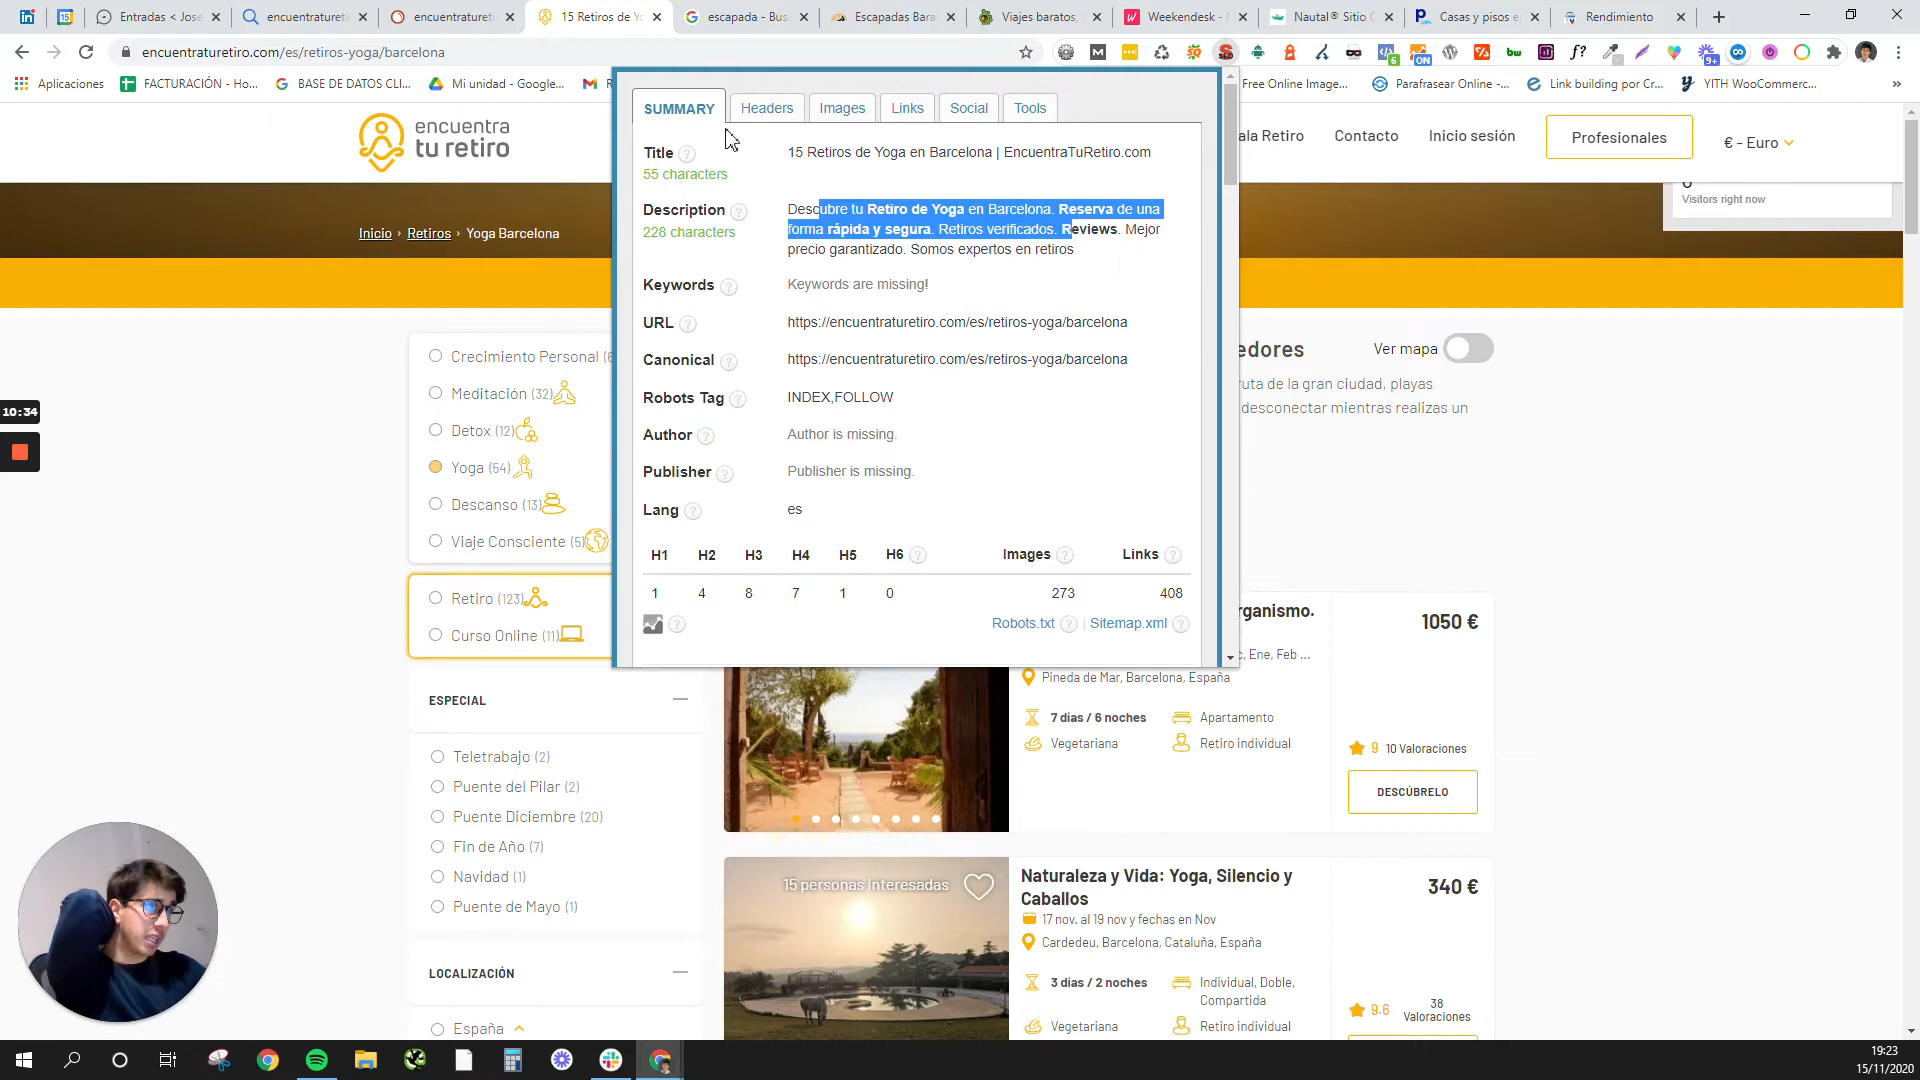 Entradas < Jose
encuentratureti
encuentratureti
15 Retiros de Yo
escapada - Bus
Escapadas Bara
Viajes baratos,
Weekendesk -
Nautal® Sitio C
Casas y pisos e
Rendimiento
encuentraturetiro.com/es/retiros-yoga/barcelona
6
ON
9+
Aplicaciones
FACTURACIÓN - Ho...
BASE DE DATOS CLI...
Mi unidad - Google...
Free Online Image...
Parafrasear Online -...
Link building por Cr...
YITH WooCommerc...
»
encuentra
tu retiro
ala Retiro
Contacto
Inicio sesión
Profesionales
€ - Euro
Visitors right now
Inicio › Retiros › Yoga Barcelona
SUMMARY
Headers
Images
Links
Social
Tools
Title
55 characters
15 Retiros de Yoga en Barcelona | EncuentraTuRetiro.com
Description
228 characters
Descubre tu Retiro de Yoga en Barcelona. Reserva de una
forma rápida y segura. Retiros verificados. Reviews. Mejor
precio garantizado. Somos expertos en retiros
Keywords
Keywords are missing!
URL
https://encuentraturetiro.com/es/retiros-yoga/barcelona
Canonical
https://encuentraturetiro.com/es/retiros-yoga/barcelona
Robots Tag
INDEX,FOLLOW
Author
Author is missing.
Publisher
Publisher is missing.
Lang
es
H1 H2 H3 H4 H5 H6 Images Links
1 4 8 7 1 0 273 408
Robots.txt | Sitemap.xml
10:34
Crecimiento Personal
Meditación (32)
Detox (12)
Yoga (54)
Descanso (13)
Viaje Consciente (5)
Retiro (123)
Curso Online (11)
ESPECIAL
Teletrabajo (2)
Puente del Pilar (2)
Puente Diciembre (20)
Fin de Año (7)
Navidad (1)
Puente de Mayo (1)
LOCALIZACIÓN
España
edores
Ver mapa
ruta de la gran ciudad, playas
desconectar mientras realizas un
rganismo.
c, Ene, Feb ...
Pineda de Mar, Barcelona, España
7 días / 6 noches
Apartamento
Vegetariana
Retiro individual
1050 €
9 10 Valoraciones
DESCÚBRELO
15 personas interesadas
Naturaleza y Vida: Yoga, Silencio y
Caballos
17 nov. al 19 nov y fechas en Nov
Cardedeu, Barcelona, Cataluña, España
3 días / 2 noches
Individual, Doble,
Compartida
Vegetariana
Retiro individual
340 €
9.6
38
Valoraciones
19:23
15/11/2020